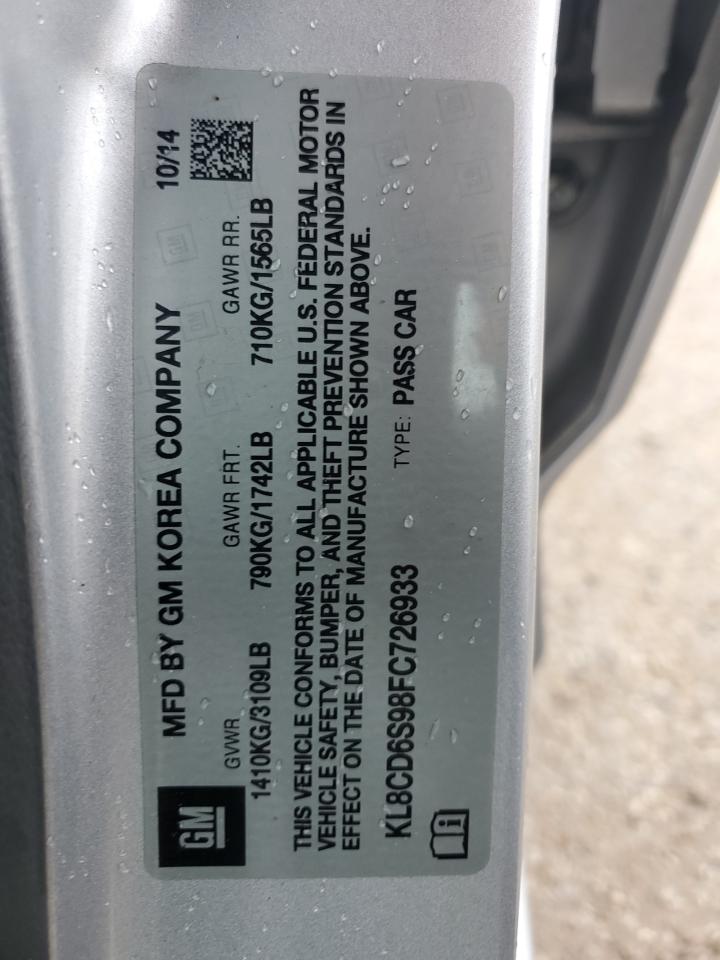 MFD BY GM KOREA COMPANY 10/14
GVWR GAWR FRT. GAWR RR.
1410KG/3109LB 790KG/1742LB 710KG/1565LB
THIS VEHICLE CONFORMS TO ALL APPLICABLE U.S. FEDERAL MOTOR
VEHICLE SAFETY, BUMPER, AND THEFT PREVENTION STANDARDS IN
EFFECT ON THE DATE OF MANUFACTURE SHOWN ABOVE.
KL8CD6S98FC726933 TYPE: PASS CAR
GM